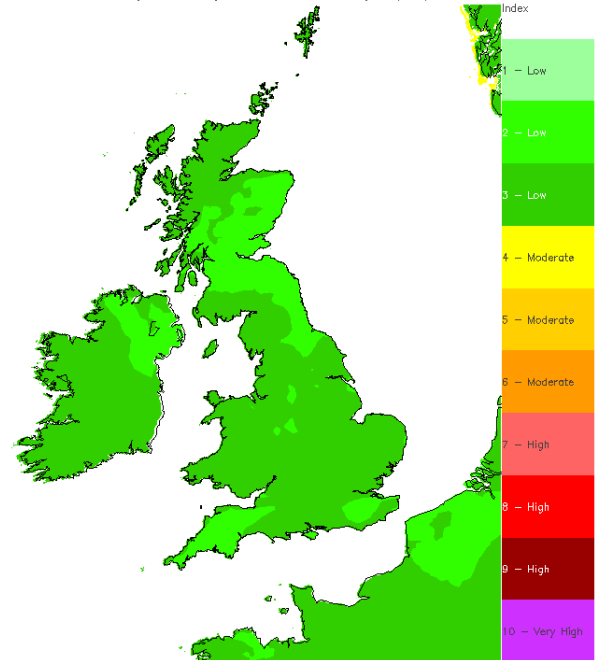 Index
1 - Low
2 - Low
3 - Low
4 - Moderate
5 - Moderate
6 - Moderate
7 - High
8 - High
9 - High
10 - Very High